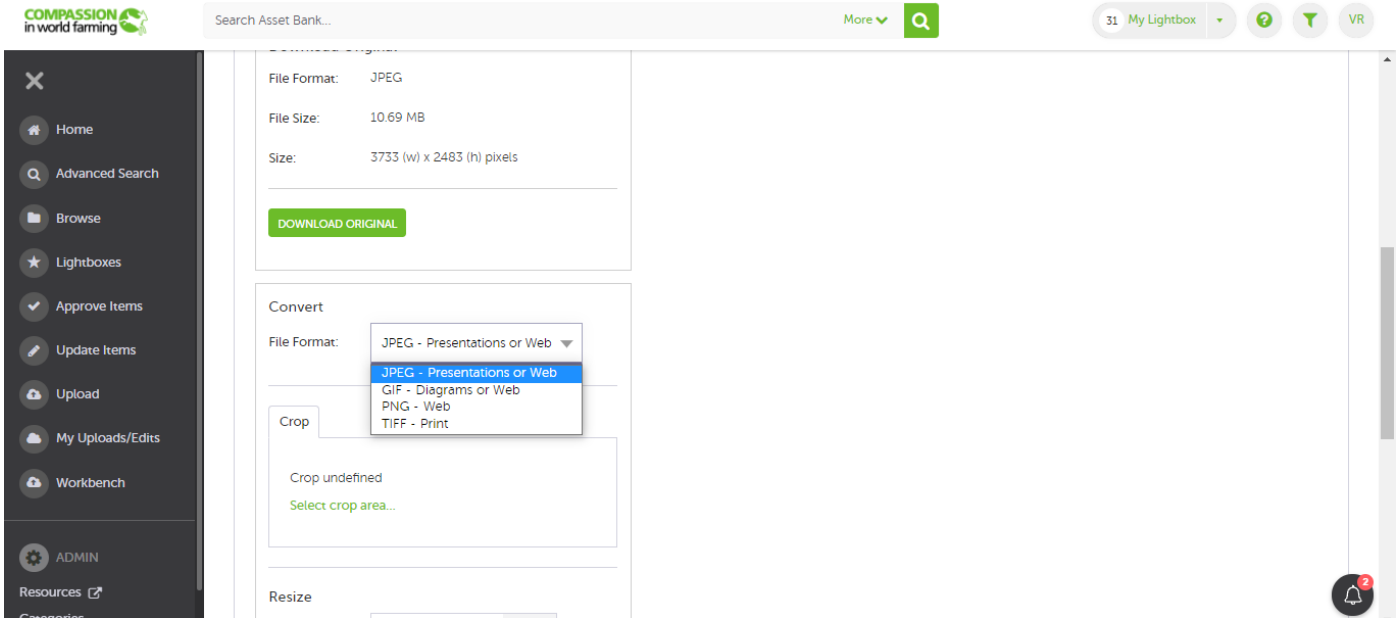 COMPASSION
in world farming
Search Asset Bank...
More
31 My Lightbox
VR
Download Original
File Format: JPEG
File Size: 10.69 MB
Size: 3733 (w) x 2483 (h) pixels
DOWNLOAD ORIGINAL
Home
Advanced Search
Browse
Lightboxes
Approve Items
Update Items
Upload
My Uploads/Edits
Workbench
ADMIN
Resources
Categories
Convert
File Format: JPEG - Presentations or Web
JPEG - Presentations or Web
GIF - Diagrams or Web
PNG - Web
TIFF - Print
Crop
Crop undefined
Select crop area...
Resize
2